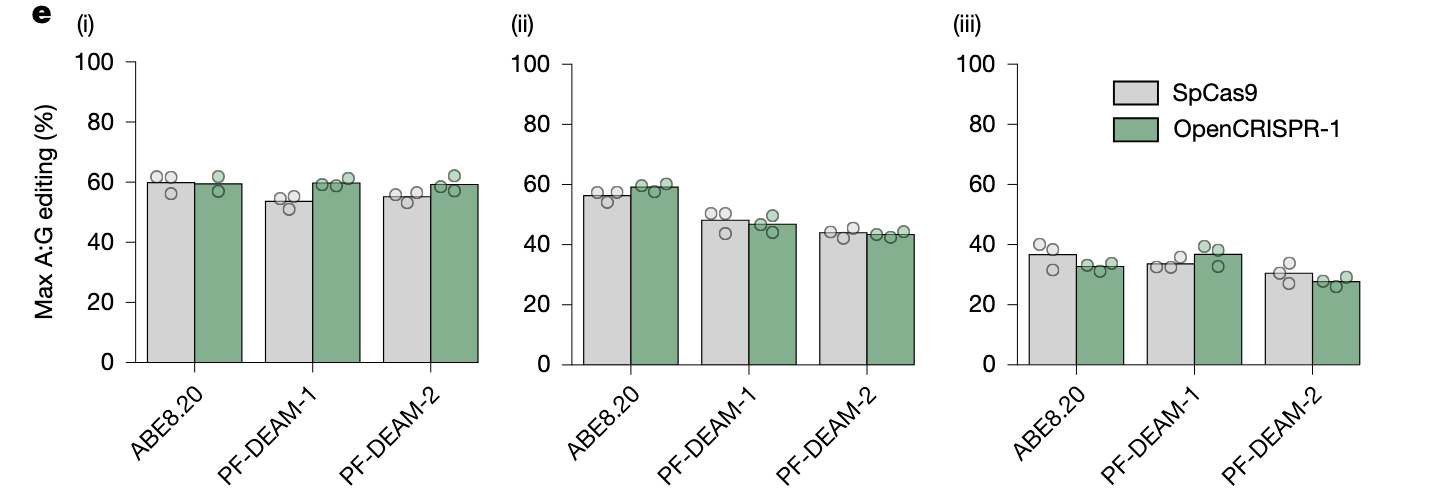 e
(i)
(ii)
(iii)
Max A:G editing (%)
100
80
60
40
20
0
ABE8.20
PF-DEAM-1
PF-DEAM-2
100
80
60
40
20
0
ABE8.20
PF-DEAM-1
PF-DEAM-2
100
80
60
40
20
0
SpCas9
OpenCRISPR-1
ABE8.20
PF-DEAM-1
PF-DEAM-2